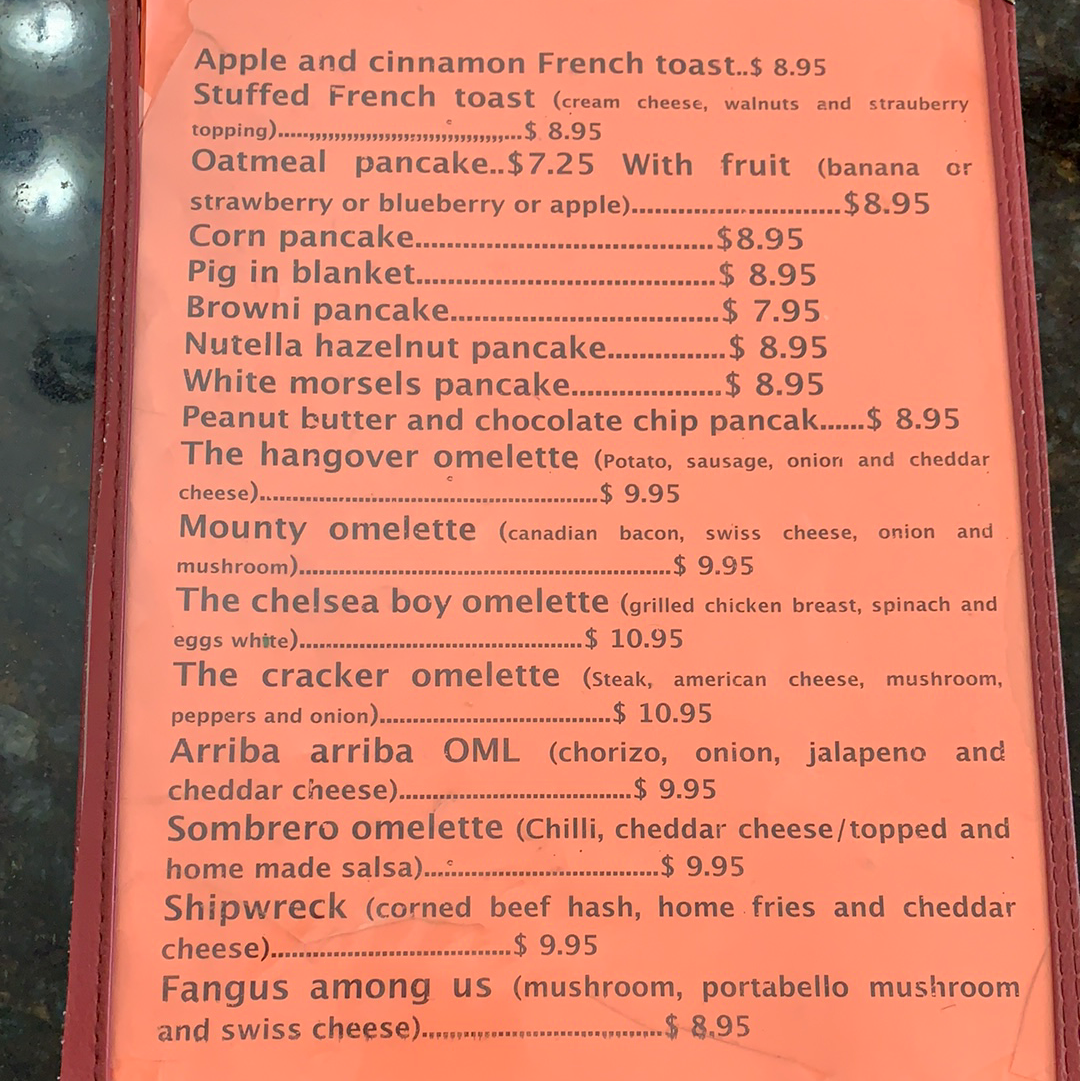 Apple and cinnamon French toast..$ 8.95
Stuffed French toast (cream cheese, walnuts and strauberry
topping).....,,,,,,,,,,,,,,,,,,,,,,,,,,,,,,,,...$ 8.95
Oatmeal pancake..$7.25 With fruit (banana or
strawberry or blueberry or apple)..............................$8.95
Corn pancake..........................................$8.95
Pig in blanket..........................................$ 8.95
Browni pancake......................................$ 7.95
Nutella hazelnut pancake.................$ 8.95
White morsels pancake.....................$ 8.95
Peanut butter and chocolate chip pancak......$ 8.95
The hangover omelette (Potato, sausage, onion and cheddar
cheese)....................................................$ 9.95
Mounty omelette (canadian bacon, swiss cheese, onion and
mushroom)........................................................$ 9.95
The chelsea boy omelette (grilled chicken breast, spinach and
eggs white)...........................................$ 10.95
The cracker omelette (Steak, american cheese, mushroom,
peppers and onion)...................................$ 10.95
Arriba arriba OML (chorizo, onion, jalapeno and
cheddar cheese)...................................$ 9.95
Sombrero omelette (Chilli, cheddar cheese/topped and
home made salsa)...................................$ 9.95
Shipwreck (corned beef hash, home fries and cheddar
cheese)....................................$ 9.95
Fangus among us (mushroom, portabello mushroom
and swiss cheese)....................................$ 8.95